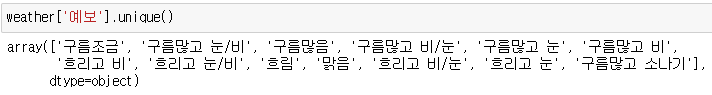 weather['예보'].unique()
array(['구름조금', '구름많고 눈/비', '구름많음', '구름많고 비/눈', '구름많고 눈', '구름많고 비',
'흐리고 비', '흐리고 눈/비', '흐림', '맑음', '흐리고 비/눈', '흐리고 눈', '구름많고 소나기'],
dtype=object)